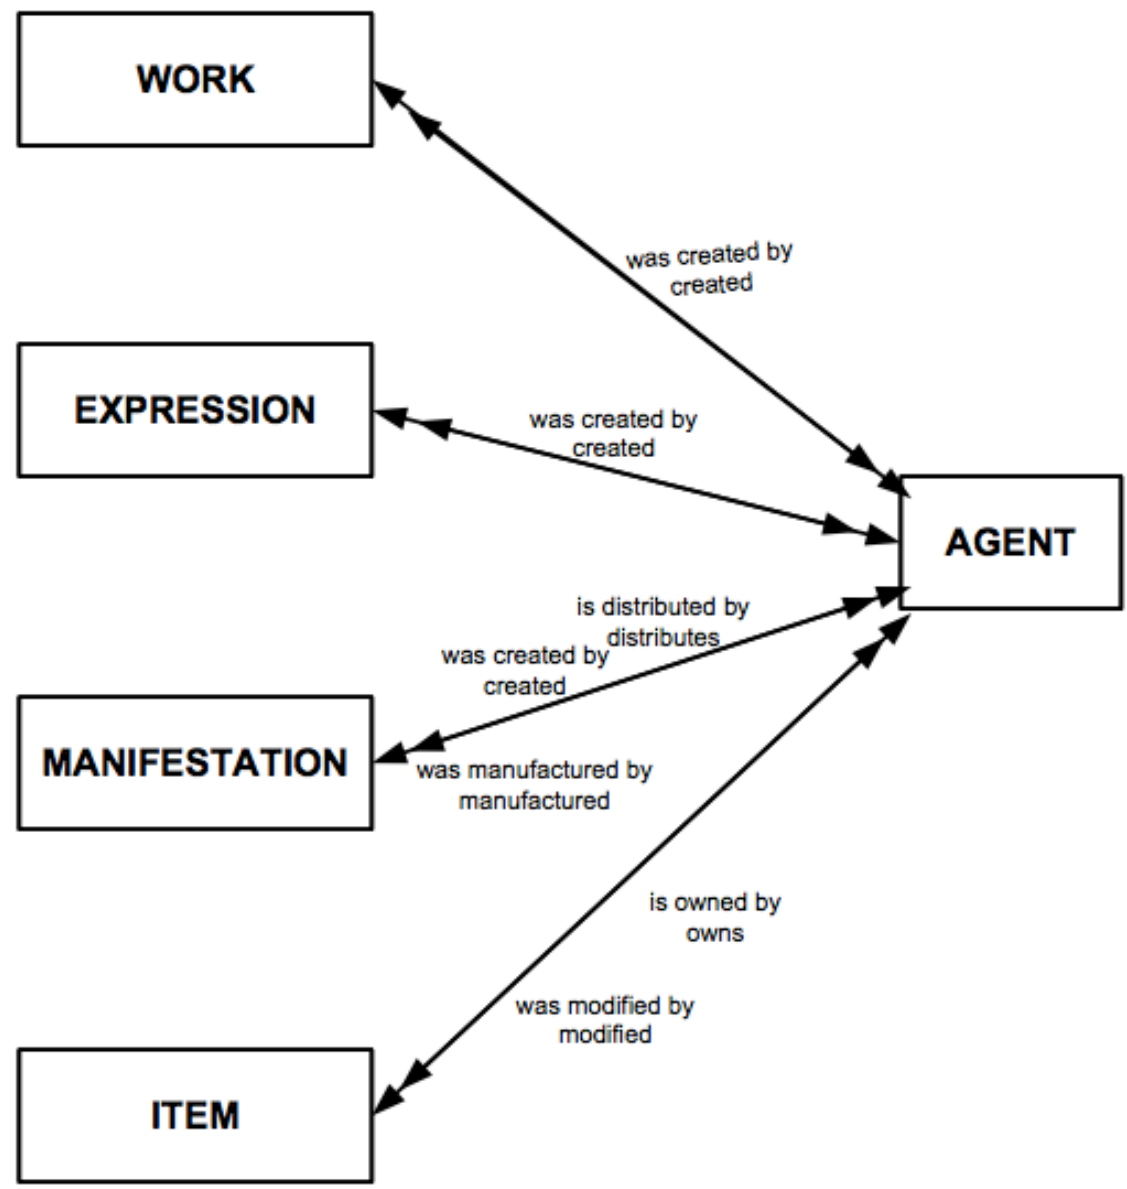 WORK
was created by
created
EXPRESSION
was created by
created
AGENT
is distributed by
distributes
was created by
created
MANIFESTATION
was manufactured by
manufactured
is owned by
owns
was modified by
modified
ITEM